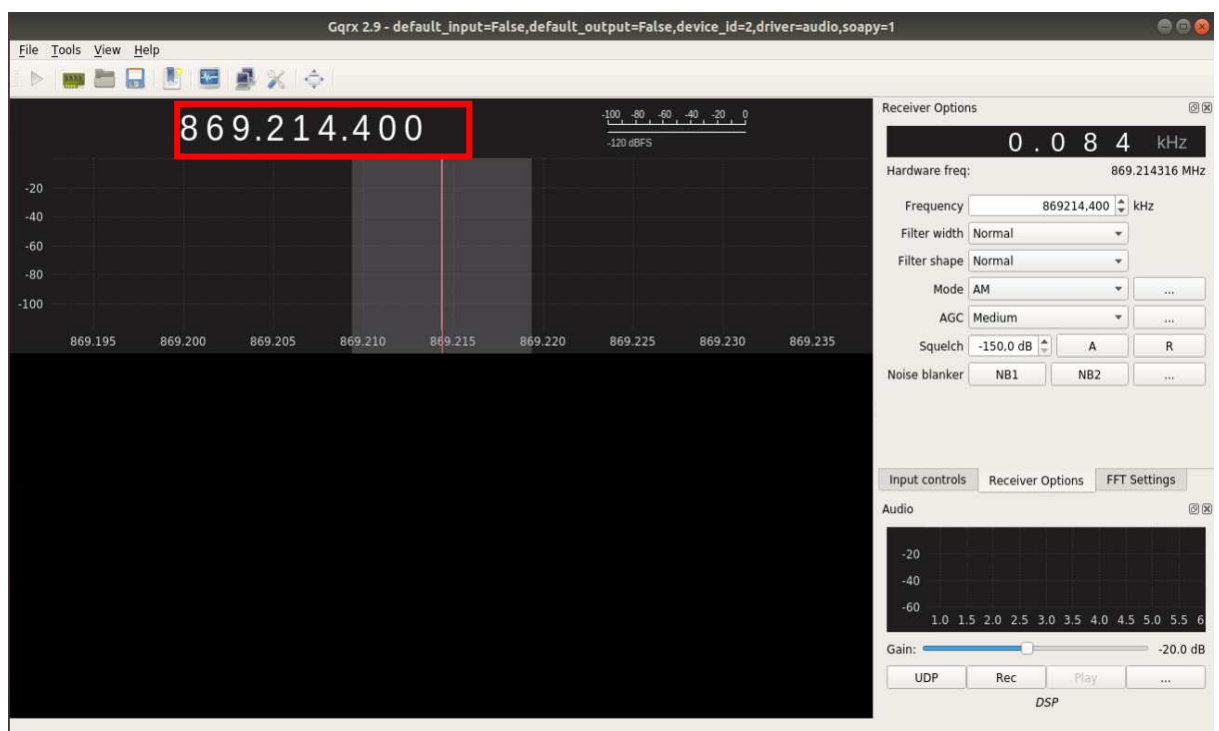 Gqrx 2.9 - default_input=False,default_output=False,device_id=2,driver=audio,soapy=1
File Tools View Help
869.214.400
-100 -80 -60 -40 -20 0
-120 dBFS
-20
-40
-60
-80
-100
869.195 869.200 869.205 869.210 869.215 869.220 869.225 869.230 869.235
Receiver Options
0.084 kHz
Hardware freq: 869.214316 MHz
Frequency 869214,400 kHz
Filter width Normal
Filter shape Normal
Mode AM ...
AGC Medium ...
Squelch -150,0 dB A R
Noise blanker NB1 NB2 ...
Input controls Receiver Options FFT Settings
Audio
-20
-40
-60
1.0 1.5 2.0 2.5 3.0 3.5 4.0 4.5 5.0 5.5 6
Gain: -20.0 dB
UDP Rec Play ...
DSP